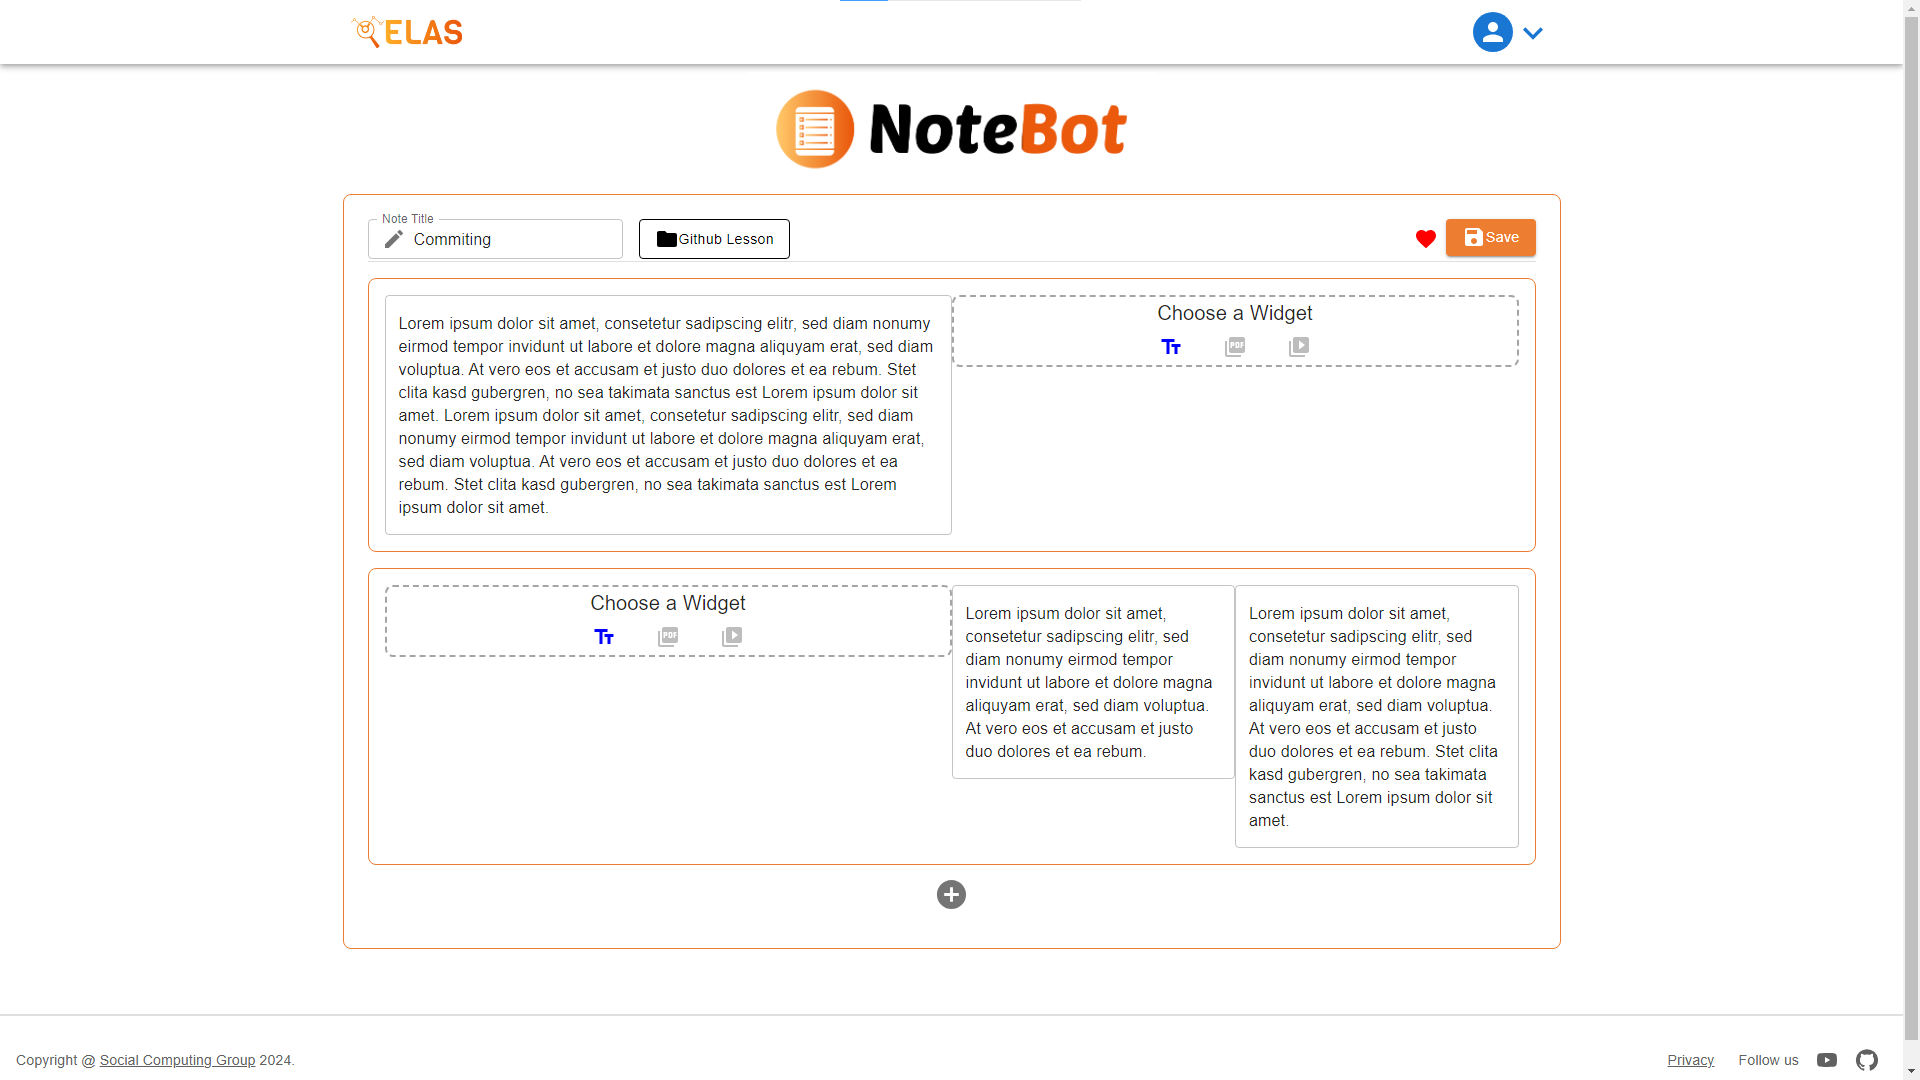 ELAS
NoteBot
Note Title
Commiting
Github Lesson
Save
Lorem ipsum dolor sit amet, consetetur sadipscing elitr, sed diam nonumy
eirmod tempor invidunt ut labore et dolore magna aliquyam erat, sed diam
voluptua. At vero eos et accusam et justo duo dolores et ea rebum. Stet
clita kasd gubergren, no sea takimata sanctus est Lorem ipsum dolor sit
amet. Lorem ipsum dolor sit amet, consetetur sadipscing elitr, sed diam
nonumy eirmod tempor invidunt ut labore et dolore magna aliquyam erat,
sed diam voluptua. At vero eos et accusam et justo duo dolores et ea
rebum. Stet clita kasd gubergren, no sea takimata sanctus est Lorem
ipsum dolor sit amet.
Choose a Widget
TT
PDF
Choose a Widget
TT
PDF
Lorem ipsum dolor sit amet,
consetetur sadipscing elitr, sed
diam nonumy eirmod tempor
invidunt ut labore et dolore magna
aliquyam erat, sed diam voluptua.
At vero eos et accusam et justo
duo dolores et ea rebum.
Lorem ipsum dolor sit amet,
consetetur sadipscing elitr, sed
diam nonumy eirmod tempor
invidunt ut labore et dolore magna
aliquyam erat, sed diam voluptua.
At vero eos et accusam et justo
duo dolores et ea rebum. Stet clita
kasd gubergren, no sea takimata
sanctus est Lorem ipsum dolor sit
amet.
Copyright @ Social Computing Group 2024.
Privacy
Follow us